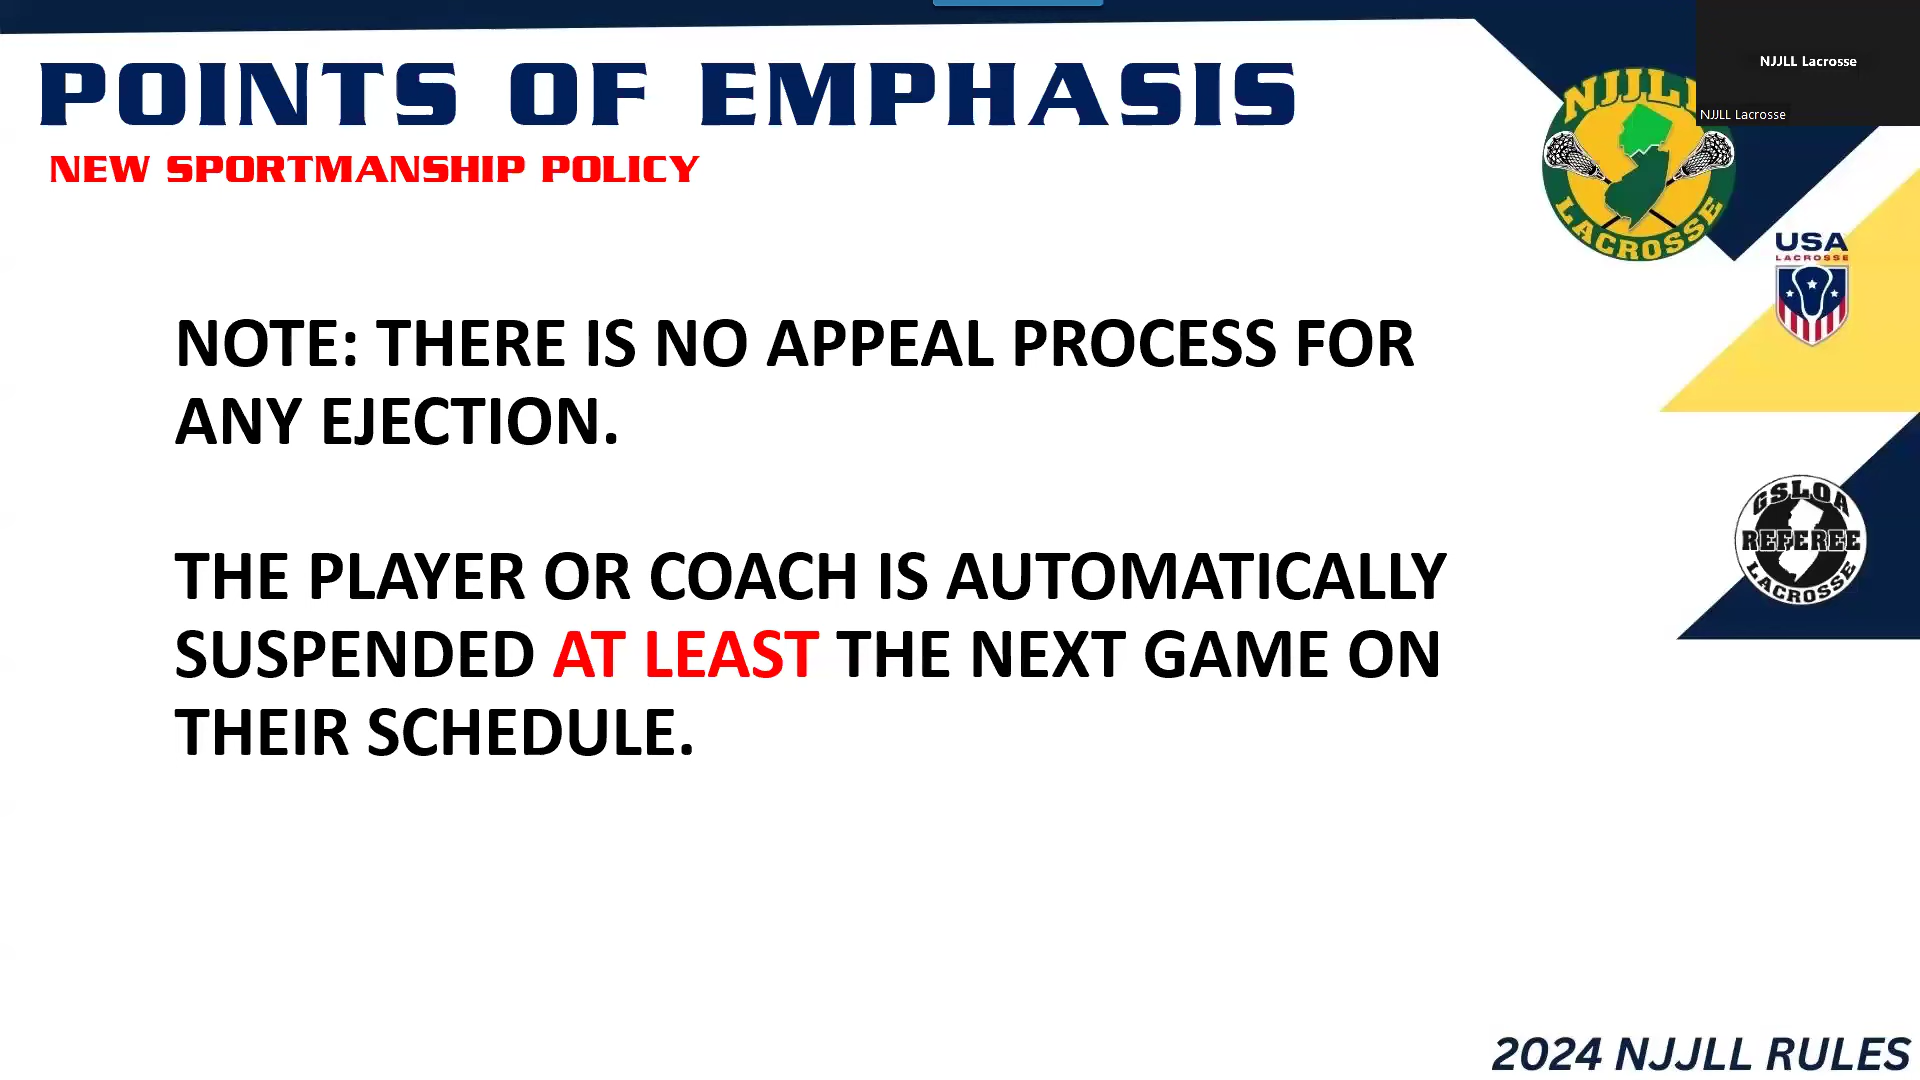 POINTS OF EMPHASIS
NEW SPORTMANSHIP POLICY
NJJLL Lacrosse
NJJLL Lacrosse
NJJLL
LACROSSE
USA
LACROSSE
GSLOA
REFEREE
LACROSSE
NOTE: THERE IS NO APPEAL PROCESS FOR
ANY EJECTION.
THE PLAYER OR COACH IS AUTOMATICALLY
SUSPENDED AT LEAST THE NEXT GAME ON
THEIR SCHEDULE.
2024 NJJLL RULES